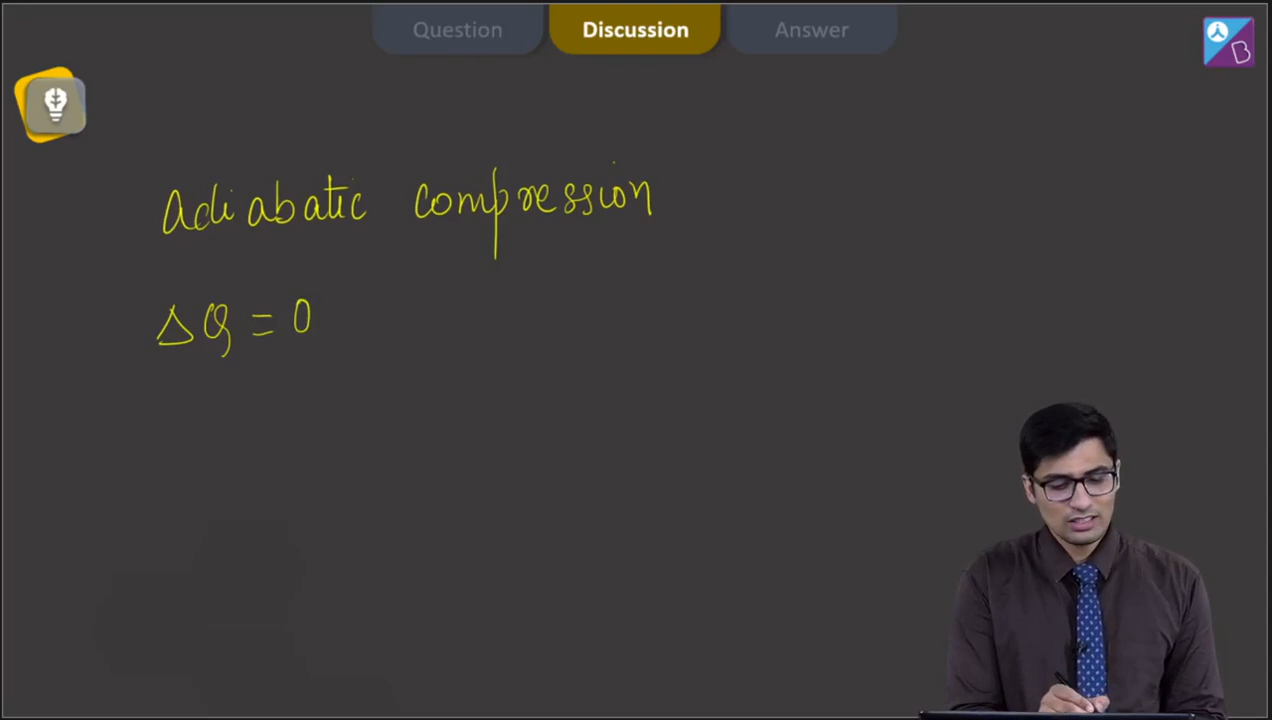 Question Discussion Answer
B
Adiabatic compression
ΔQ = 0